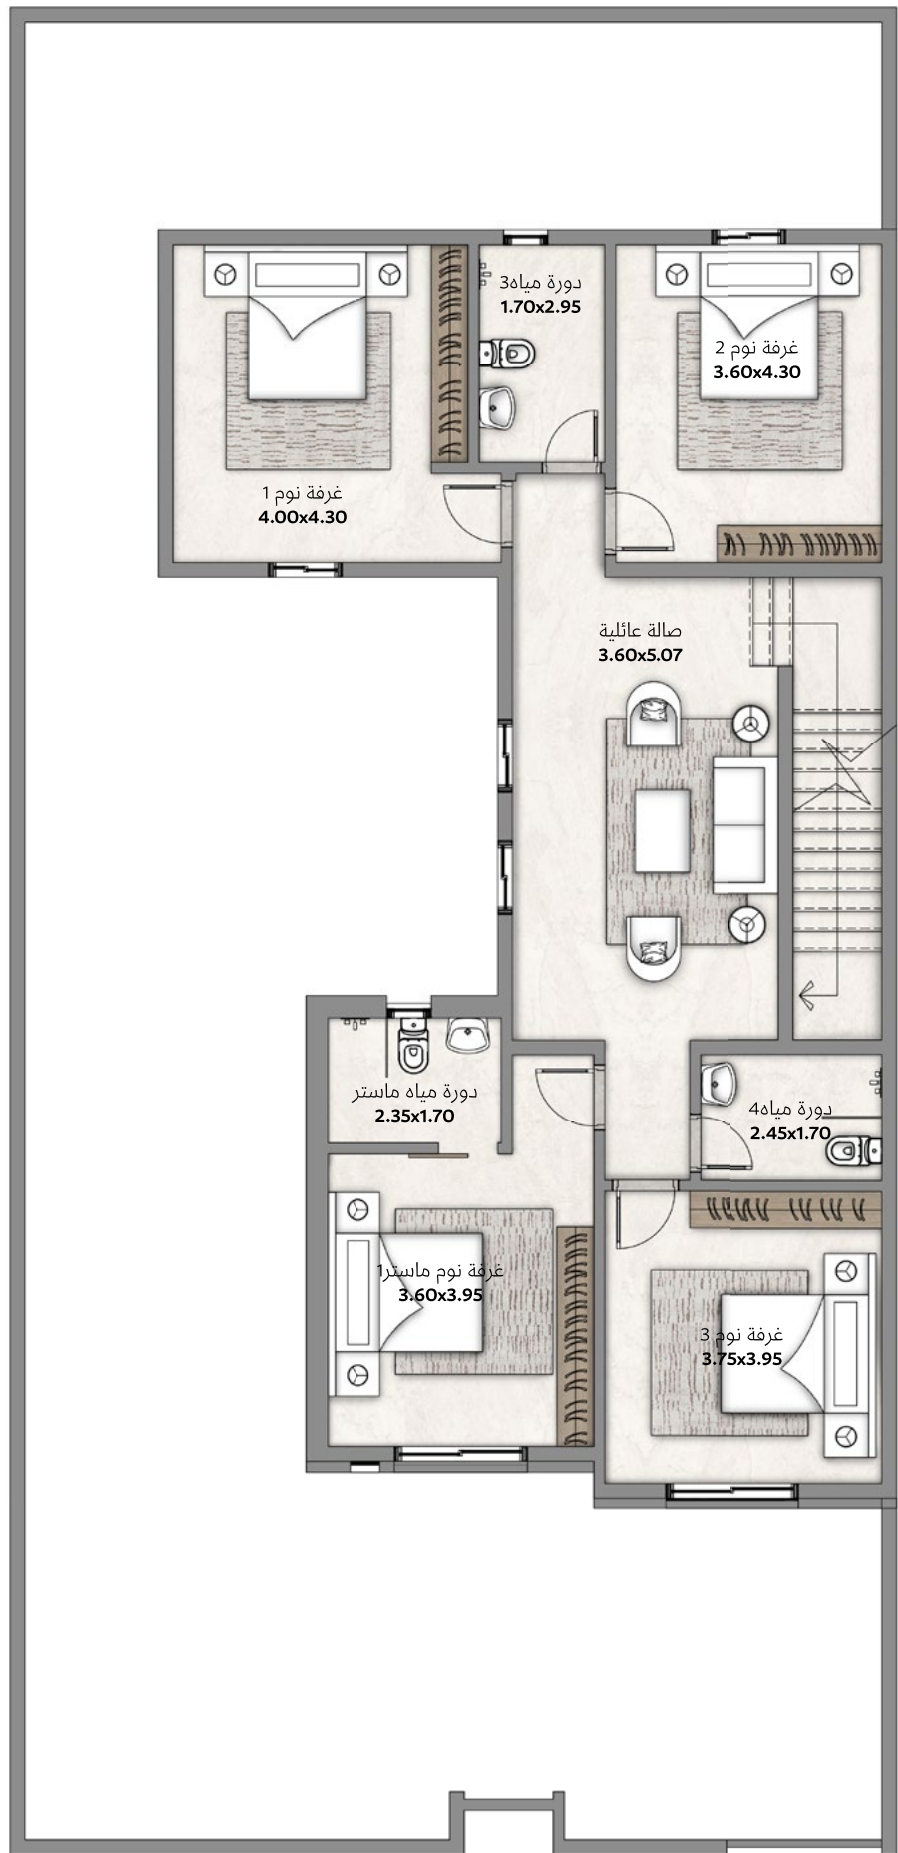 دورة مياه3
1.70x2.95
غرفة نوم 2
3.60x4.30
غرفة نوم 1
4.00x4.30
صالة عائلية
3.60x5.07
دورة مياه ماستر
2.35x1.70
دورة مياه4
2.45x1.70
غرفة نوم ماستر1
3.60x3.95
غرفة نوم 3
3.75x3.95